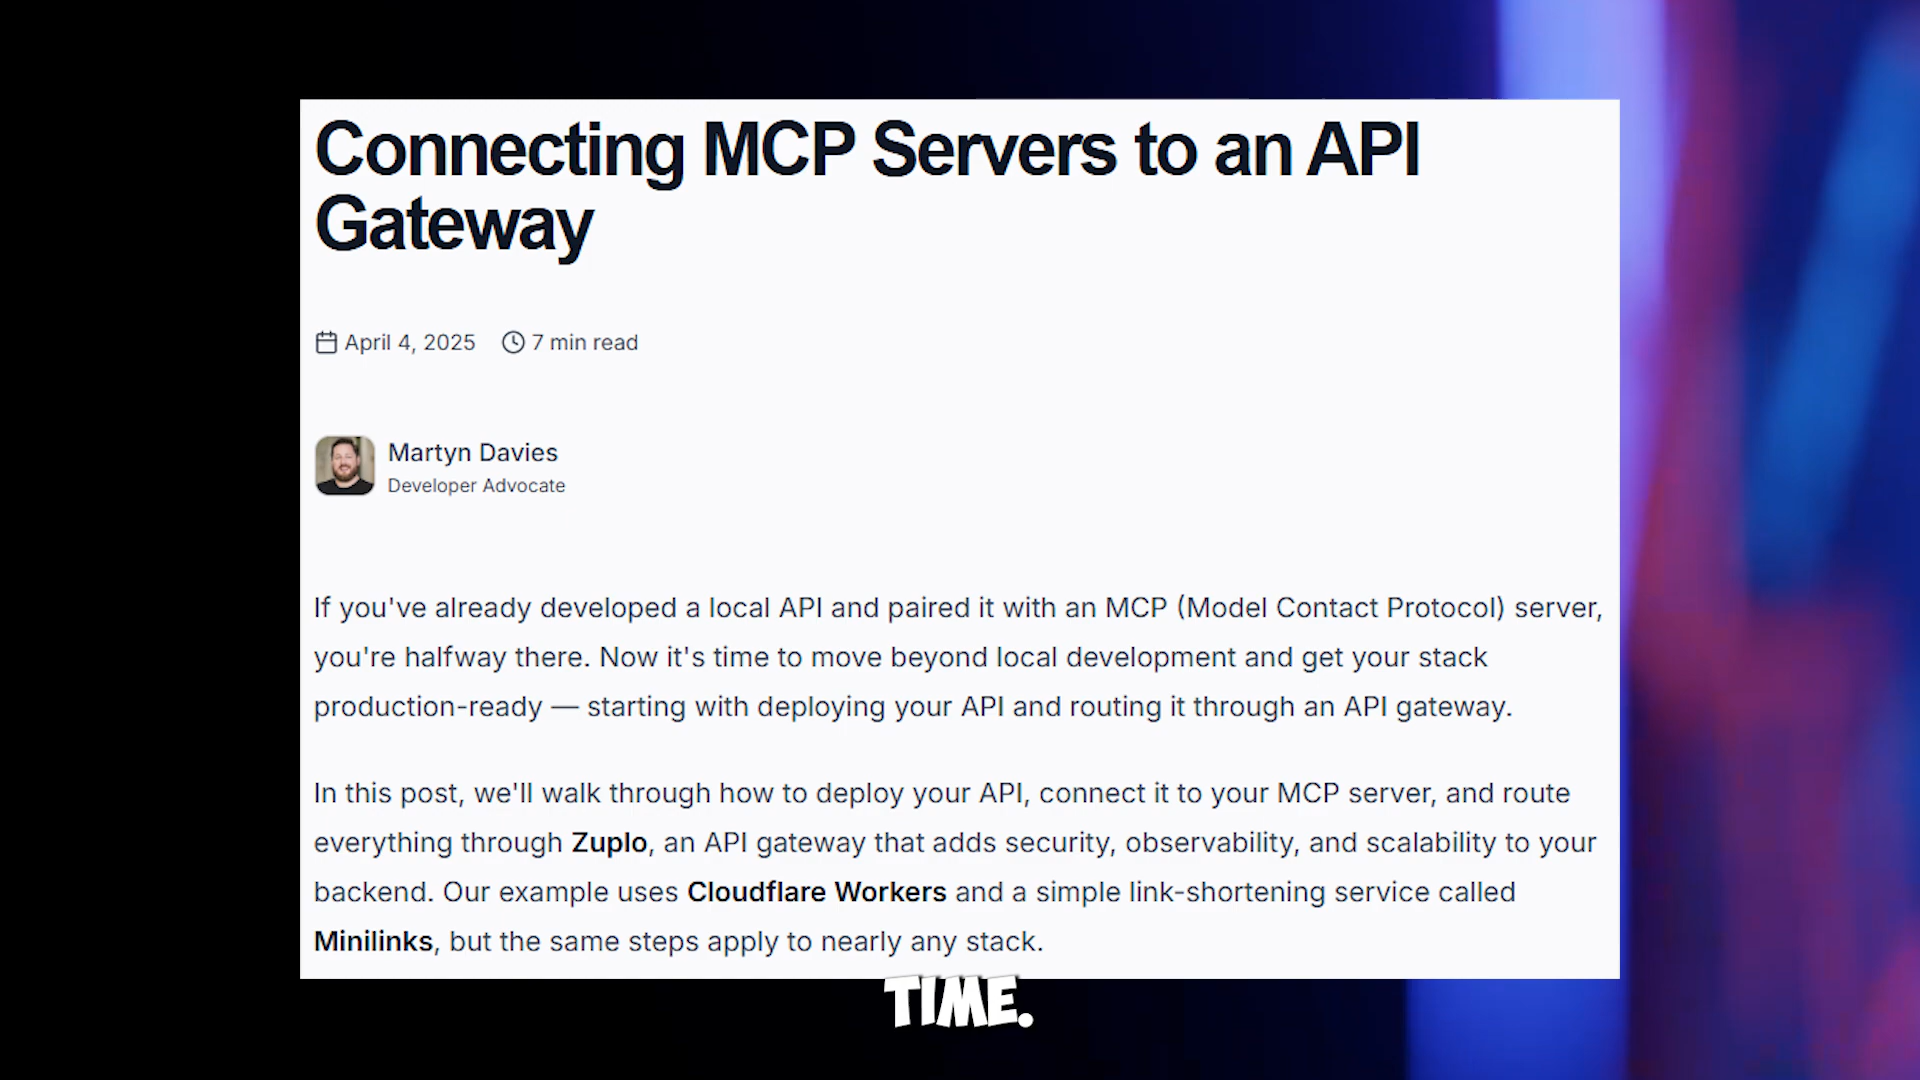 Connecting MCP Servers to an API
Gateway
April 4, 2025 7 min read
Martyn Davies
Developer Advocate
If you've already developed a local API and paired it with an MCP (Model Contact Protocol) server,
you're halfway there. Now it's time to move beyond local development and get your stack
production-ready — starting with deploying your API and routing it through an API gateway.
In this post, we'll walk through how to deploy your API, connect it to your MCP server, and route
everything through Zuplo, an API gateway that adds security, observability, and scalability to your
backend. Our example uses Cloudflare Workers and a simple link-shortening service called
Minilinks, but the same steps apply to nearly any stack.
TIME.